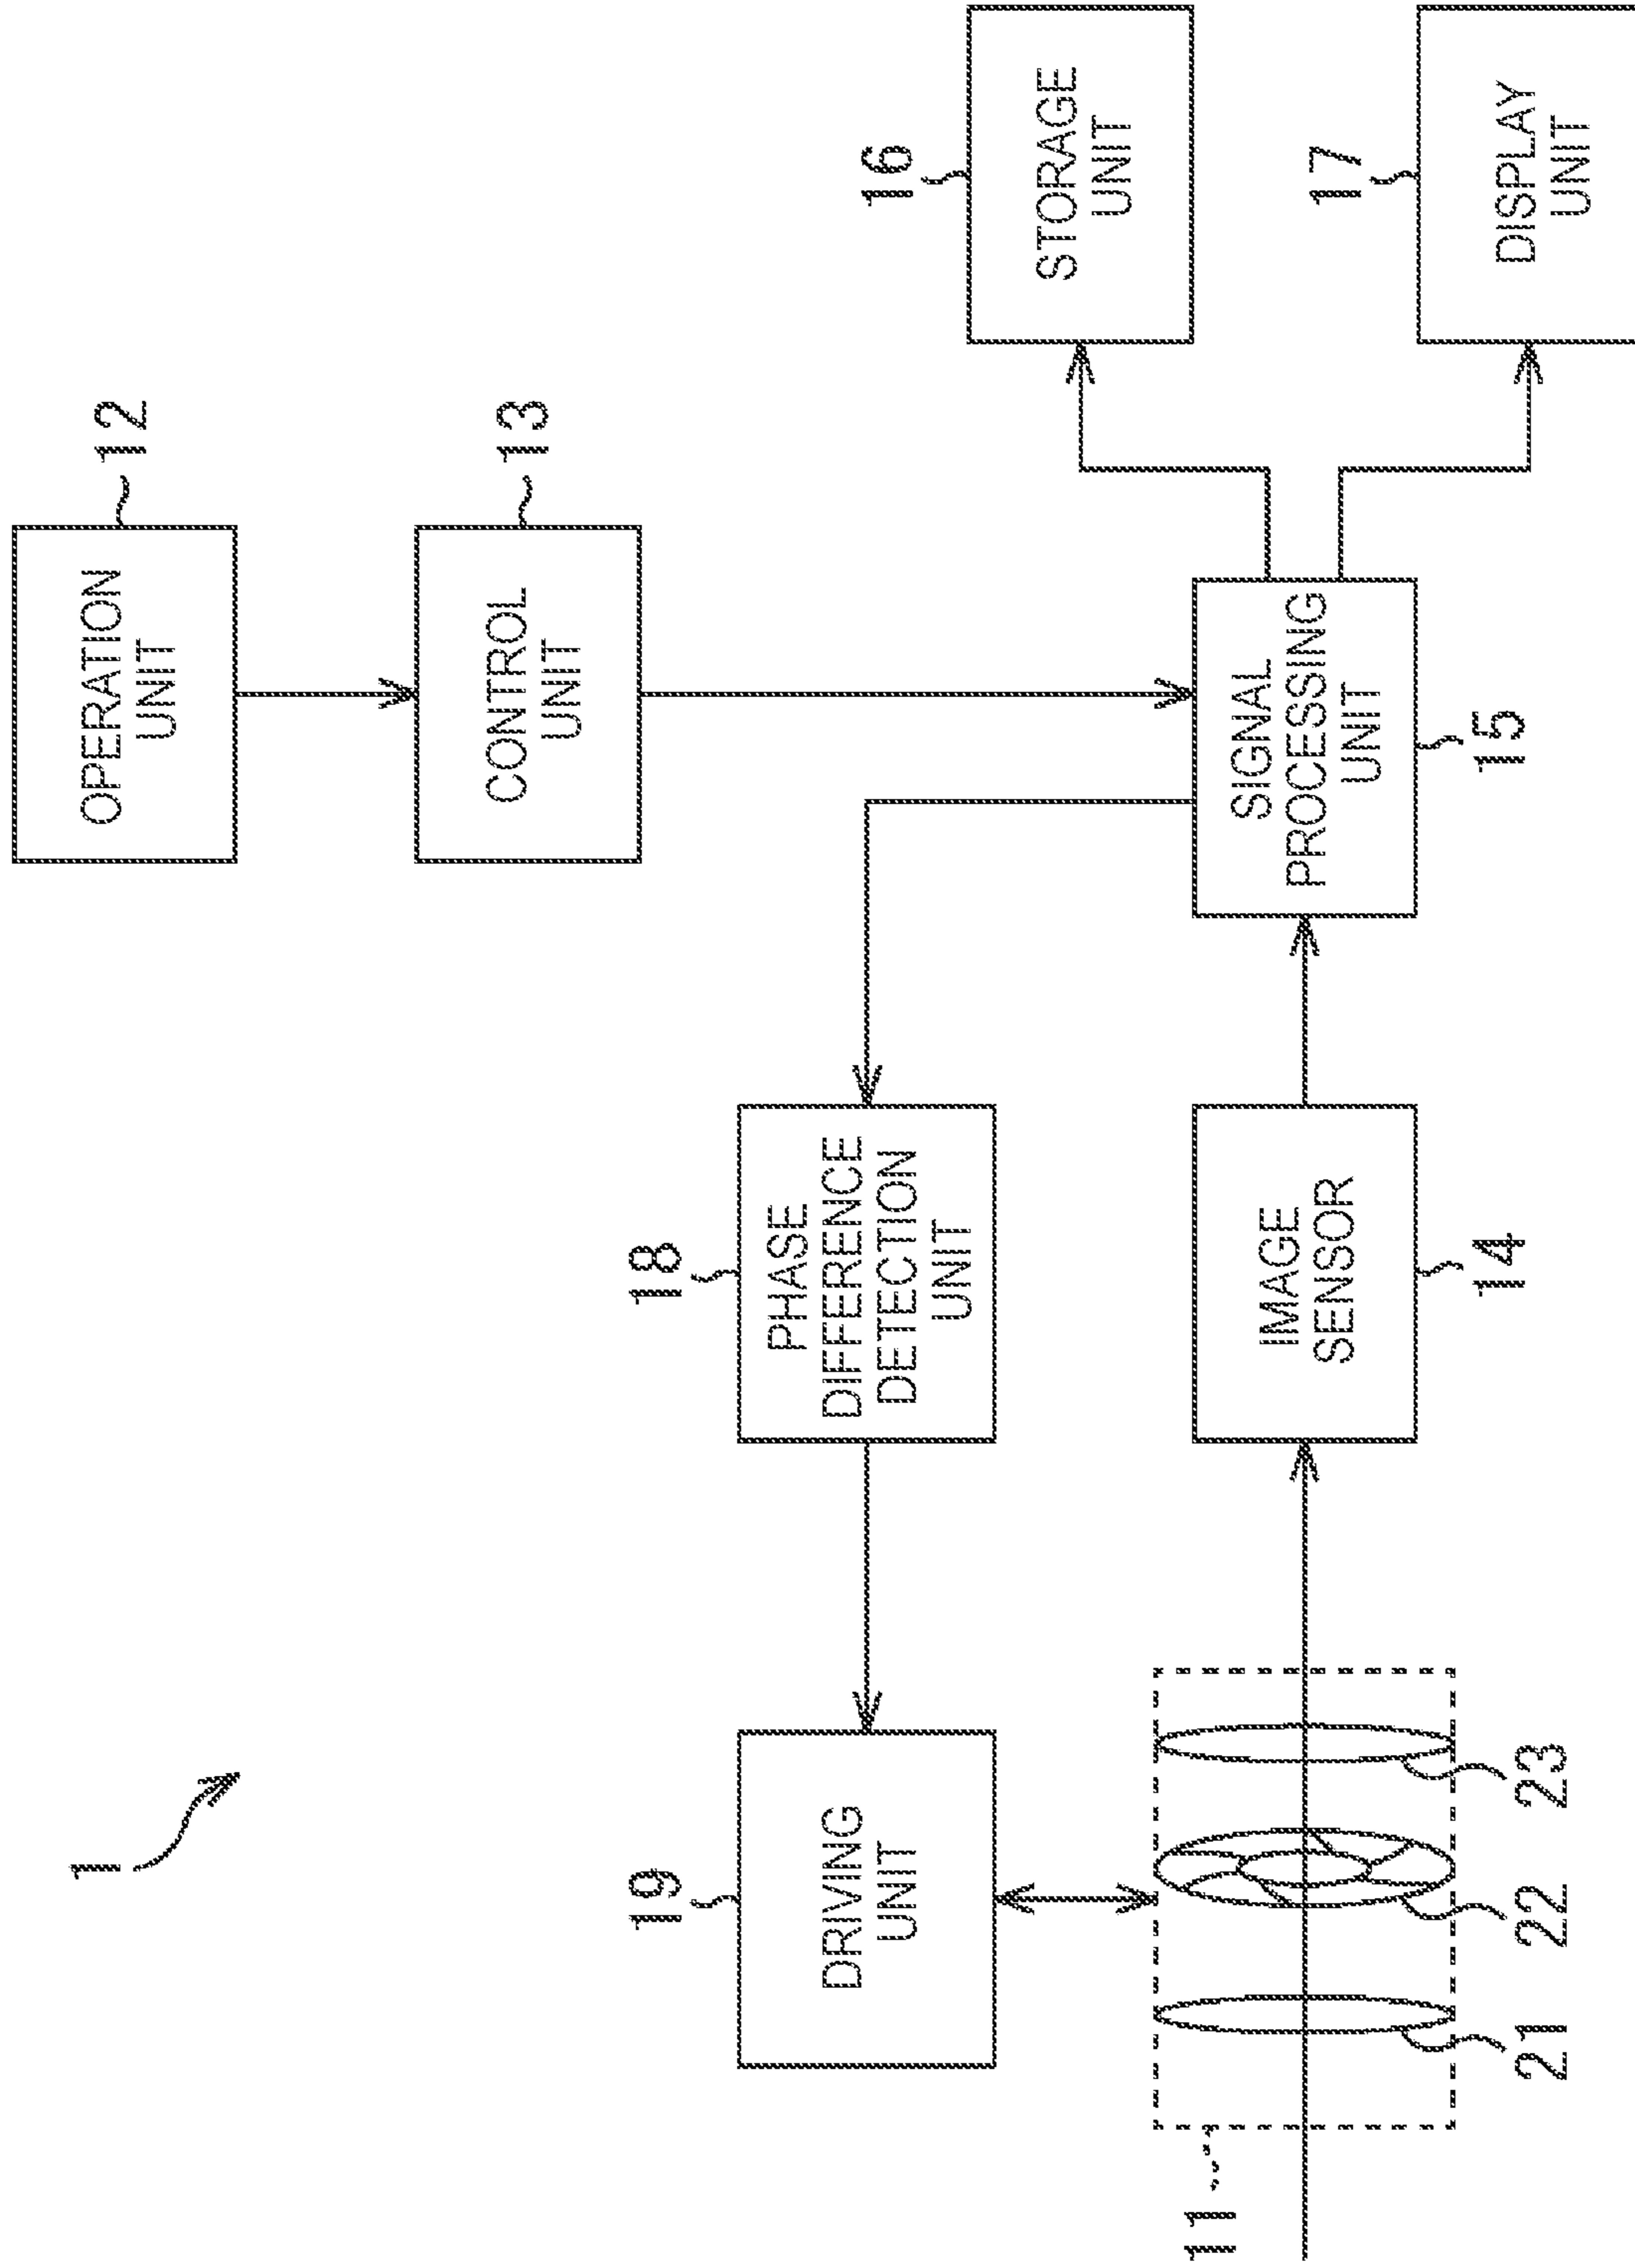 1
12
OPERATION
UNIT
13
CONTROL
UNIT
19
DRIVING
UNIT
18
PHASE
DIFFERENCE
DETECTION
UNIT
16
STORAGE
UNIT
11
21
22
23
IMAGE
SENSOR
14
SIGNAL
PROCESSING
UNIT
15
17
DISPLAY
UNIT